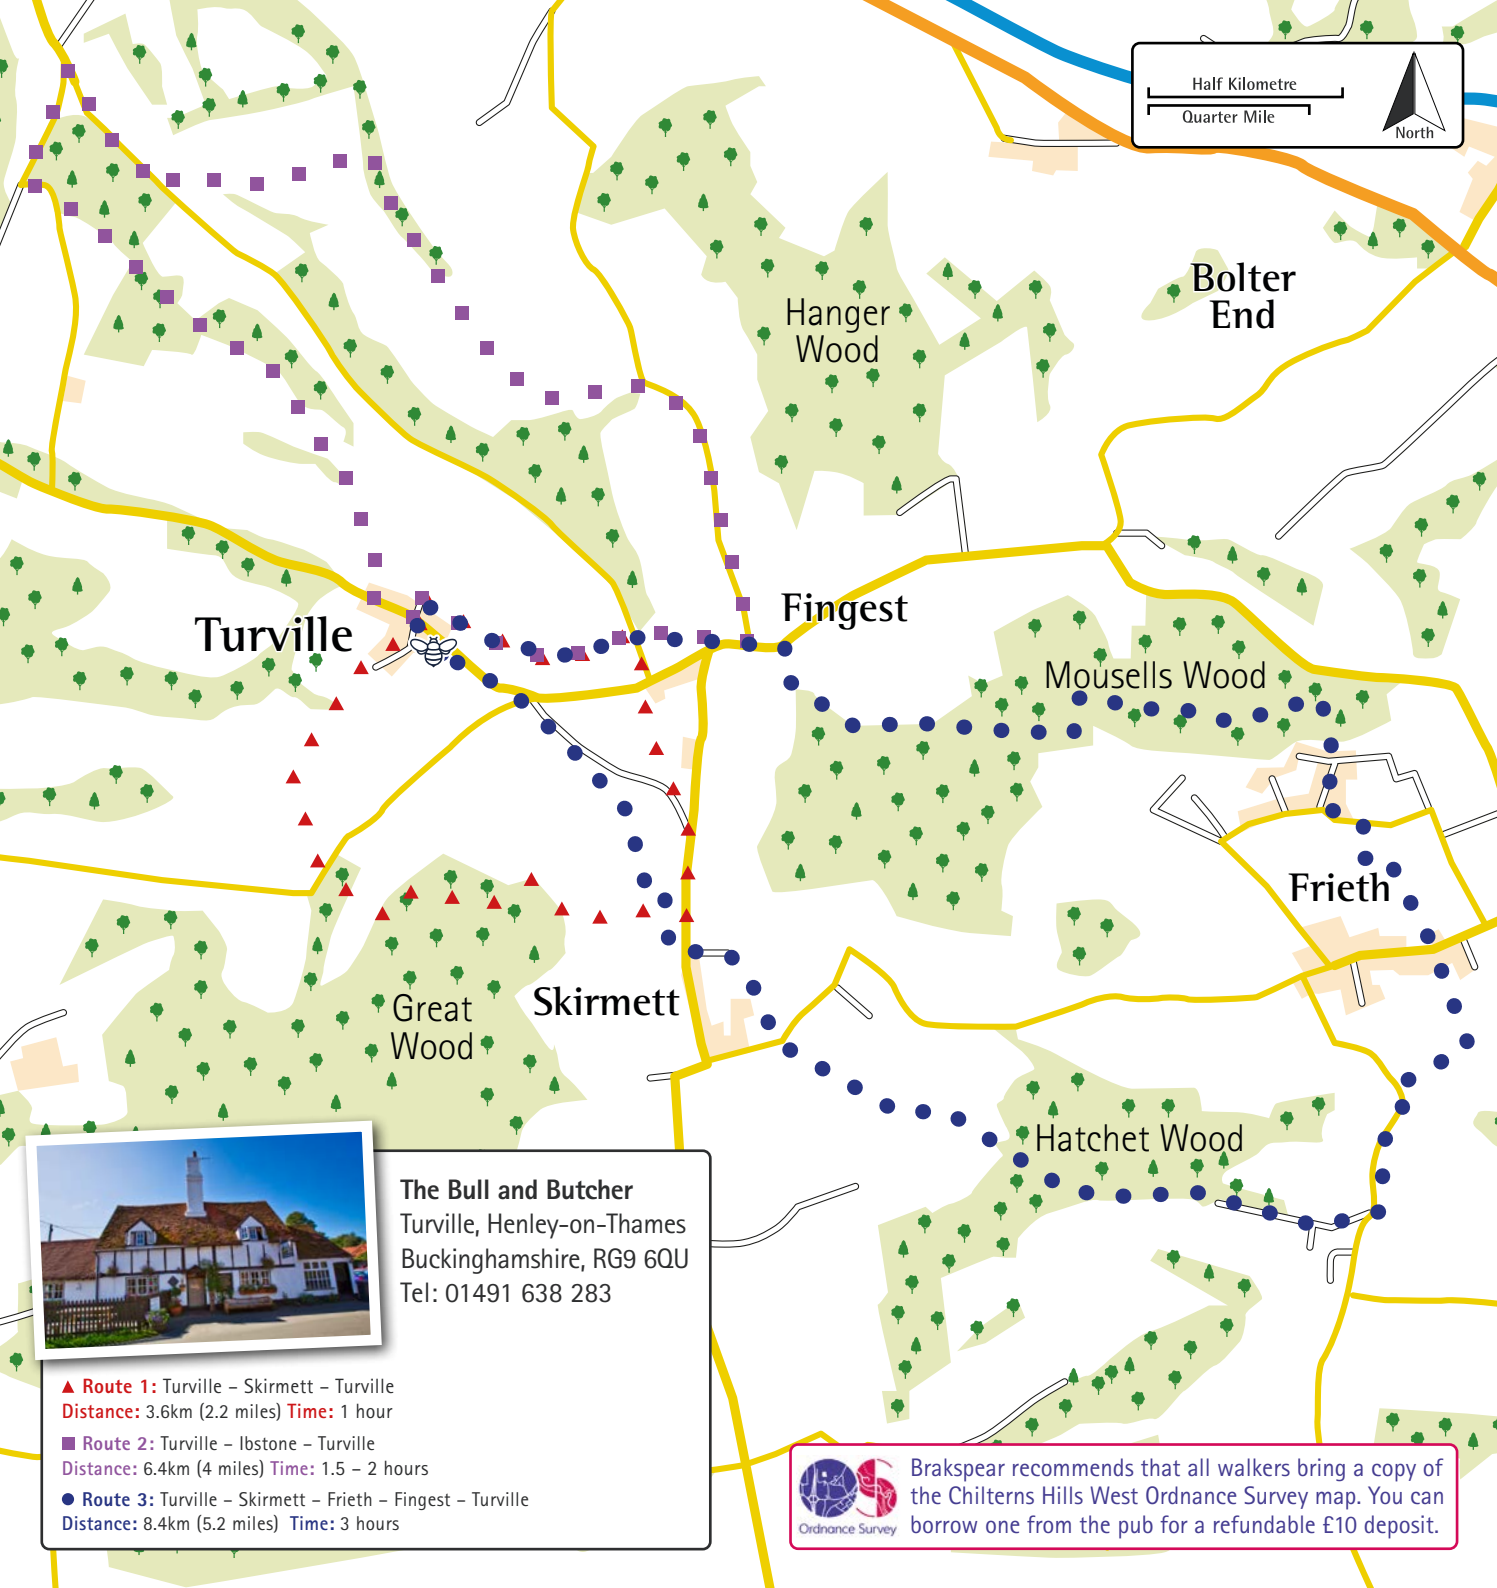 Half Kilometre
Quarter Mile
North
Bolter
End
Hanger
Wood
Fingest
Turville
Mousells Wood
Frieth
Great
Wood
Skirmett
Hatchet Wood
The Bull and Butcher
Turville, Henley-on-Thames
Buckinghamshire, RG9 6QU
Tel: 01491 638 283
Route 1: Turville – Skirmett – Turville
Distance: 3.6km (2.2 miles) Time: 1 hour
Route 2: Turville – Ibstone – Turville
Distance: 6.4km (4 miles) Time: 1.5 – 2 hours
Route 3: Turville – Skirmett – Frieth – Fingest – Turville
Distance: 8.4km (5.2 miles) Time: 3 hours
Ordnance Survey
Brakspear recommends that all walkers bring a copy of
the Chilterns Hills West Ordnance Survey map. You can
borrow one from the pub for a refundable £10 deposit.